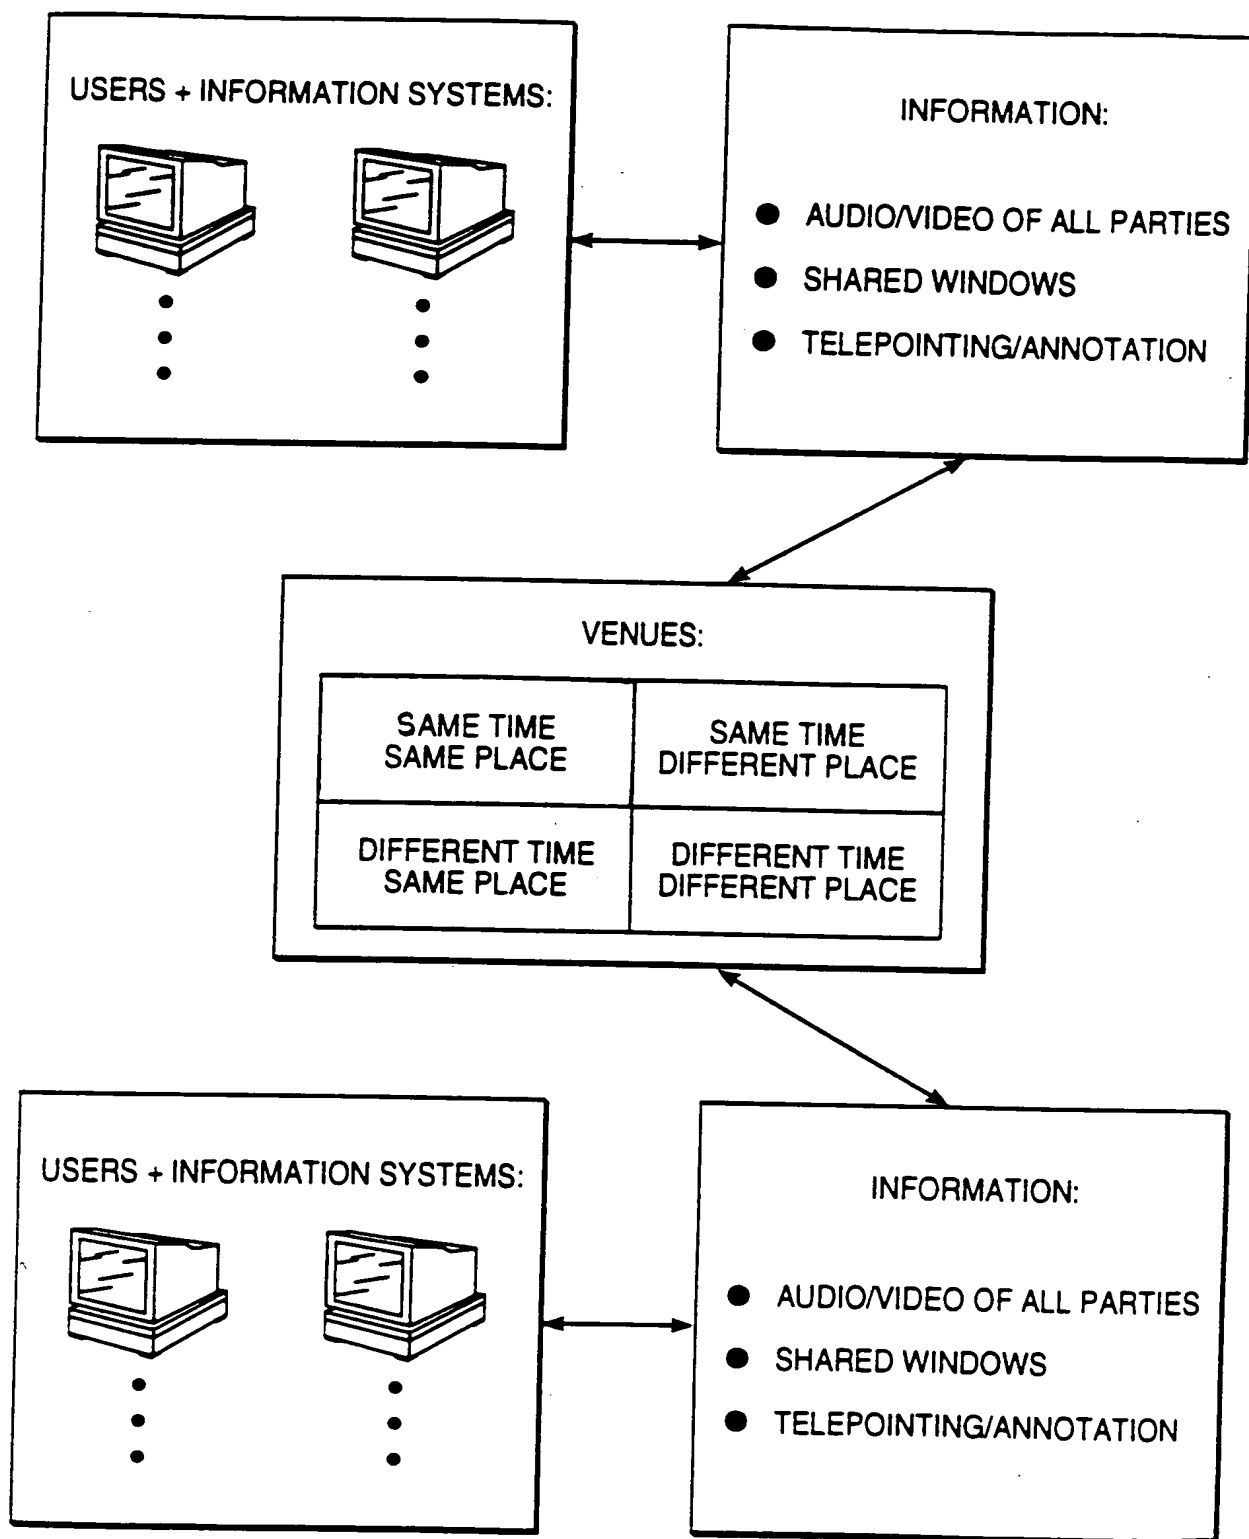 USERS + INFORMATION SYSTEMS:
INFORMATION:
● AUDIO/VIDEO OF ALL PARTIES
● SHARED WINDOWS
● TELEPOINTING/ANNOTATION
VENUES:
SAME TIME
SAME PLACE
SAME TIME
DIFFERENT PLACE
DIFFERENT TIME
SAME PLACE
DIFFERENT TIME
DIFFERENT PLACE
USERS + INFORMATION SYSTEMS:
INFORMATION:
● AUDIO/VIDEO OF ALL PARTIES
● SHARED WINDOWS
● TELEPOINTING/ANNOTATION